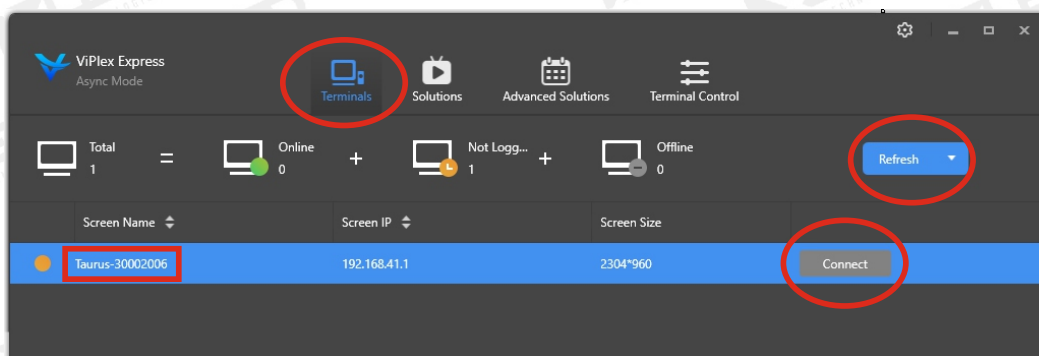 ViPlex Express
Async Mode
Terminals
Solutions
Advanced Solutions
Terminal Control
Total
1
=
Online
0
+
Not Logg...
1
+
Offline
0
Refresh
Screen Name
Screen IP
Screen Size
Taurus-30002006
192.168.41.1
2304*960
Connect